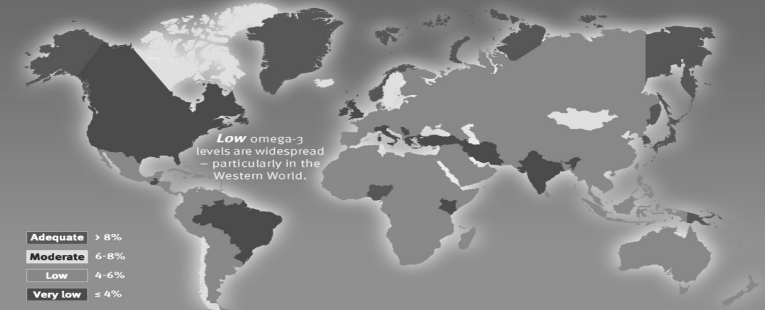 Low omega-3
levels are widespread
– particularly in the
Western World.
Adequate > 8%
Moderate 6-8%
Low 4-6%
Very low ≤ 4%